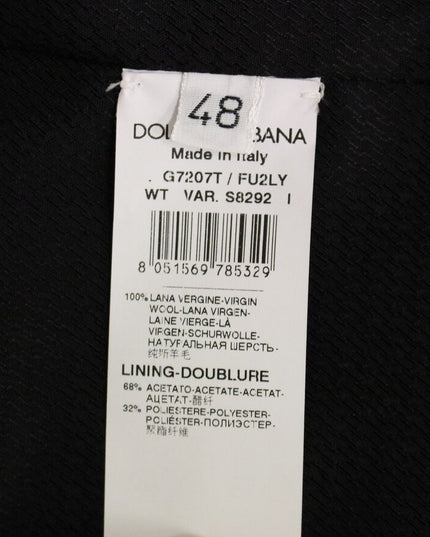 48
DOL BANA
Made in Italy
. G7207T / FU2LY
WT VAR. S8292 I
8 051569 785329
100% LANA VERGINE-VIRGIN
WOOL-LANA VIRGEN-
LAINE VIERGE-LÀ
VIRGEN-SCHURWOLLE-
НАТУРАЛЬНАЯ ШЕРСТЬ-
纯新羊毛
LINING-DOUBLURE
68% ACETATO-ACETATE-ACETAT-
АЦЕТАТ-醋纤
32% POLIESTERE-POLYESTER-
POLIÉSTER-ПОЛИЭСТЕР-
聚酯纤维